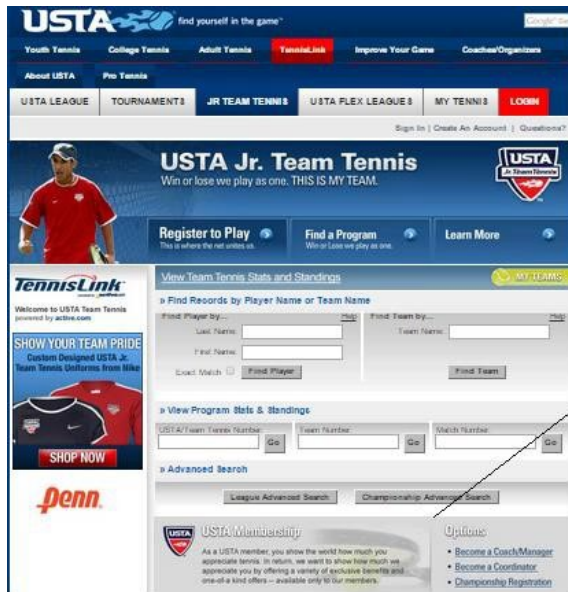 USTA find yourself in the game
Google
Youth Tennis College Tennis Adult Tennis TennisLink Improve Your Game Coaches/Organizers
About USTA Pro Tennis
USTA LEAGUE TOURNAMENTS JR TEAM TENNIS USTA FLEX LEAGUES MY TENNIS LOGIN
Sign In | Create An Account | Questions?
USTA Jr. Team Tennis
Win or lose we play as one. THIS IS MY TEAM.
USTA
Jr. Team Tennis
Register to Play
This is where the net unites us.
Find a Program
Win or Lose we play as one.
Learn More
TennisLink
Welcome to USTA Team Tennis
powered by active.com
SHOW YOUR TEAM PRIDE
Custom Designed USTA Jr.
Team Tennis Uniforms from Nike
SHOP NOW
Penn
View Team Tennis Stats and Standings
MY TEAMS
» Find Records by Player Name or Team Name
Find Player by... Help
Last Name:
First Name:
Exact Match Find Player
Find Team by... Help
Team Name:
Find Team
» View Program Stats & Standings
USTA/Team Tennis Number: Go
Team Number: Go
Match Number: Go
» Advanced Search
League Advanced Search Championship Advanced Search
USTA
USTA Membership
As a USTA member, you show the world how much you
appreciate tennis. In return, we want to show how much we
appreciate you by offering a variety of exclusive benefits and
one-of-a kind offers -- available only to our members.
Options
• Become a Coach/Manager
• Become a Coordinator
• Championship Registration